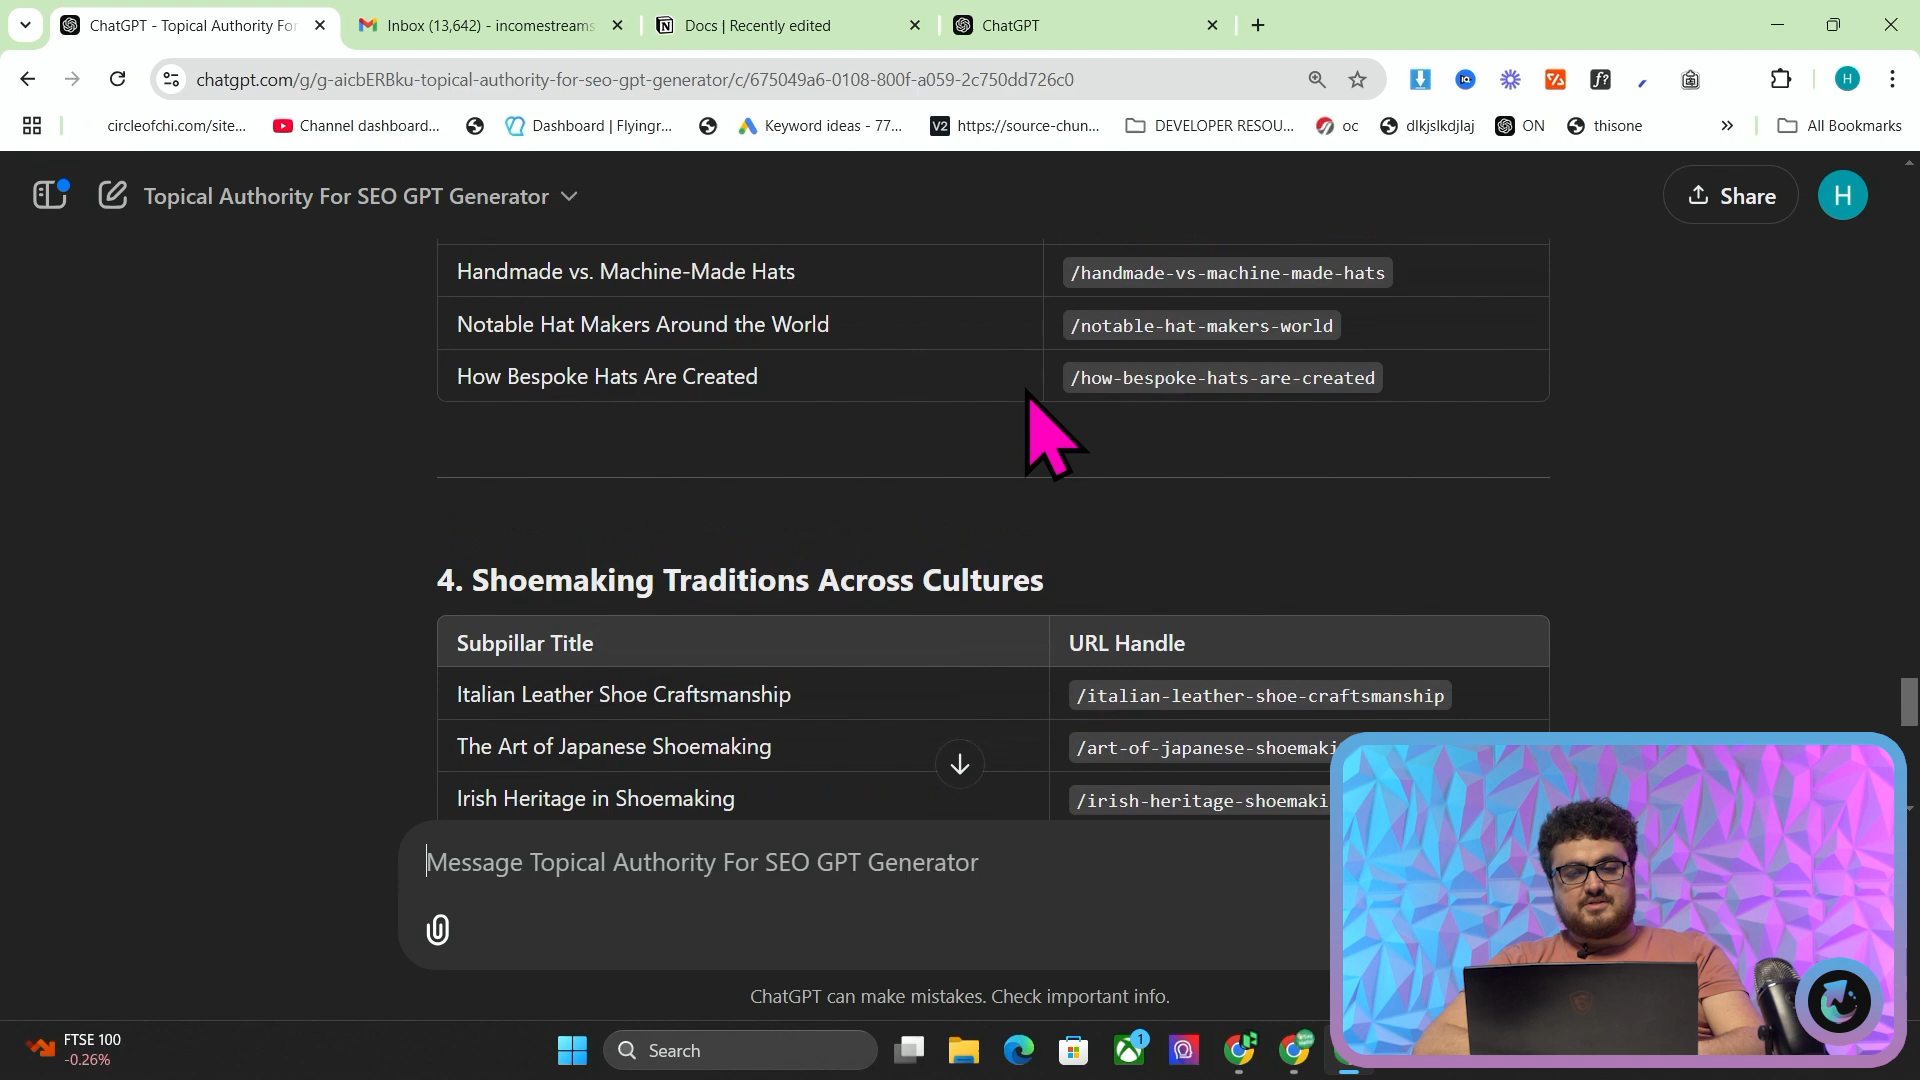 ChatGPT - Topical Authority For
Inbox (13,642) - incomestreams
Docs | Recently edited
ChatGPT
chatgpt.com/g/g-aicbERBku-topical-authority-for-seo-gpt-generator/c/675049a6-0108-800f-a059-2c750dd726c0
H
circleofchi.com/site...
Channel dashboard...
Dashboard | Flyingr...
Keyword ideas - 77...
V2 https://source-chun...
DEVELOPER RESOU...
oc
dlkjslkdjlaj
ON
thisone
All Bookmarks
Topical Authority For SEO GPT Generator
Share
H
Handmade vs. Machine-Made Hats
/handmade-vs-machine-made-hats
Notable Hat Makers Around the World
/notable-hat-makers-world
How Bespoke Hats Are Created
/how-bespoke-hats-are-created
4. Shoemaking Traditions Across Cultures
Subpillar Title
URL Handle
Italian Leather Shoe Craftsmanship
/italian-leather-shoe-craftsmanship
The Art of Japanese Shoemaking
/art-of-japanese-shoemaki
Irish Heritage in Shoemaking
/irish-heritage-shoemaki
Message Topical Authority For SEO GPT Generator
ChatGPT can make mistakes. Check important info.
FTSE 100
-0.26%
Search
1